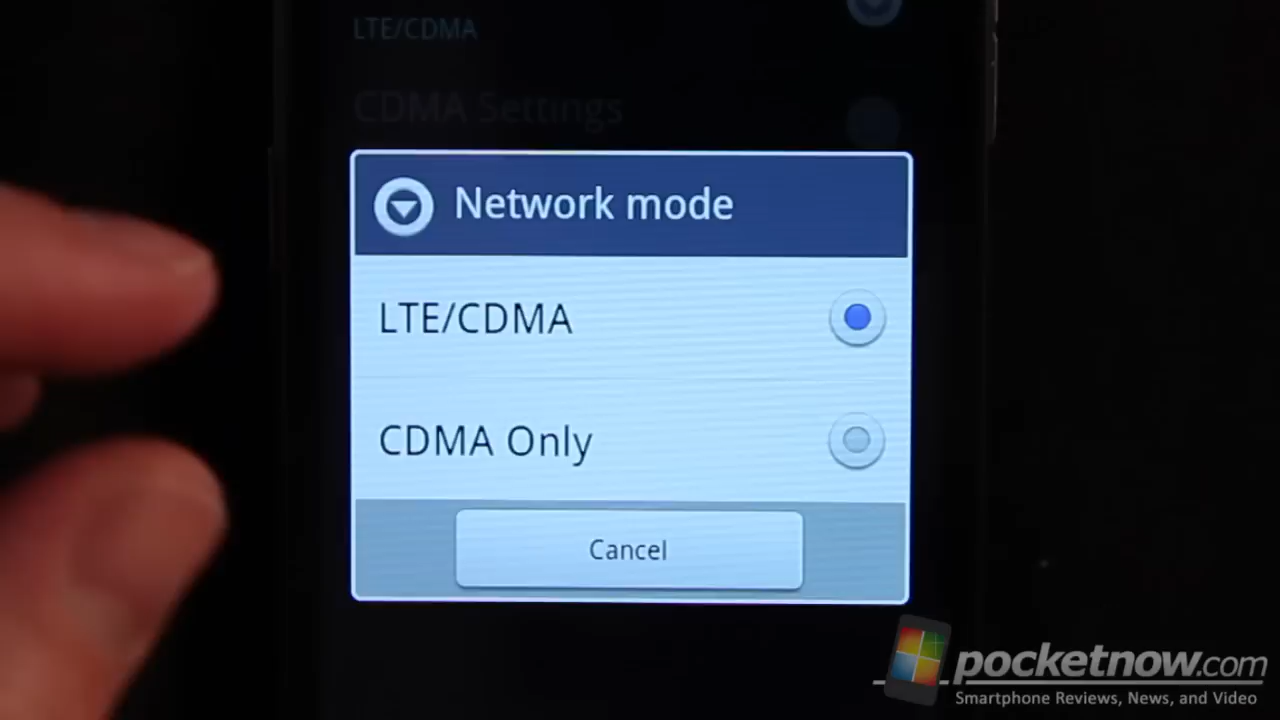 LTE/CDMA
CDMA Settings
Network mode
LTE/CDMA
CDMA Only
Cancel
pocketnow.com
Smartphone Reviews, News, and Video